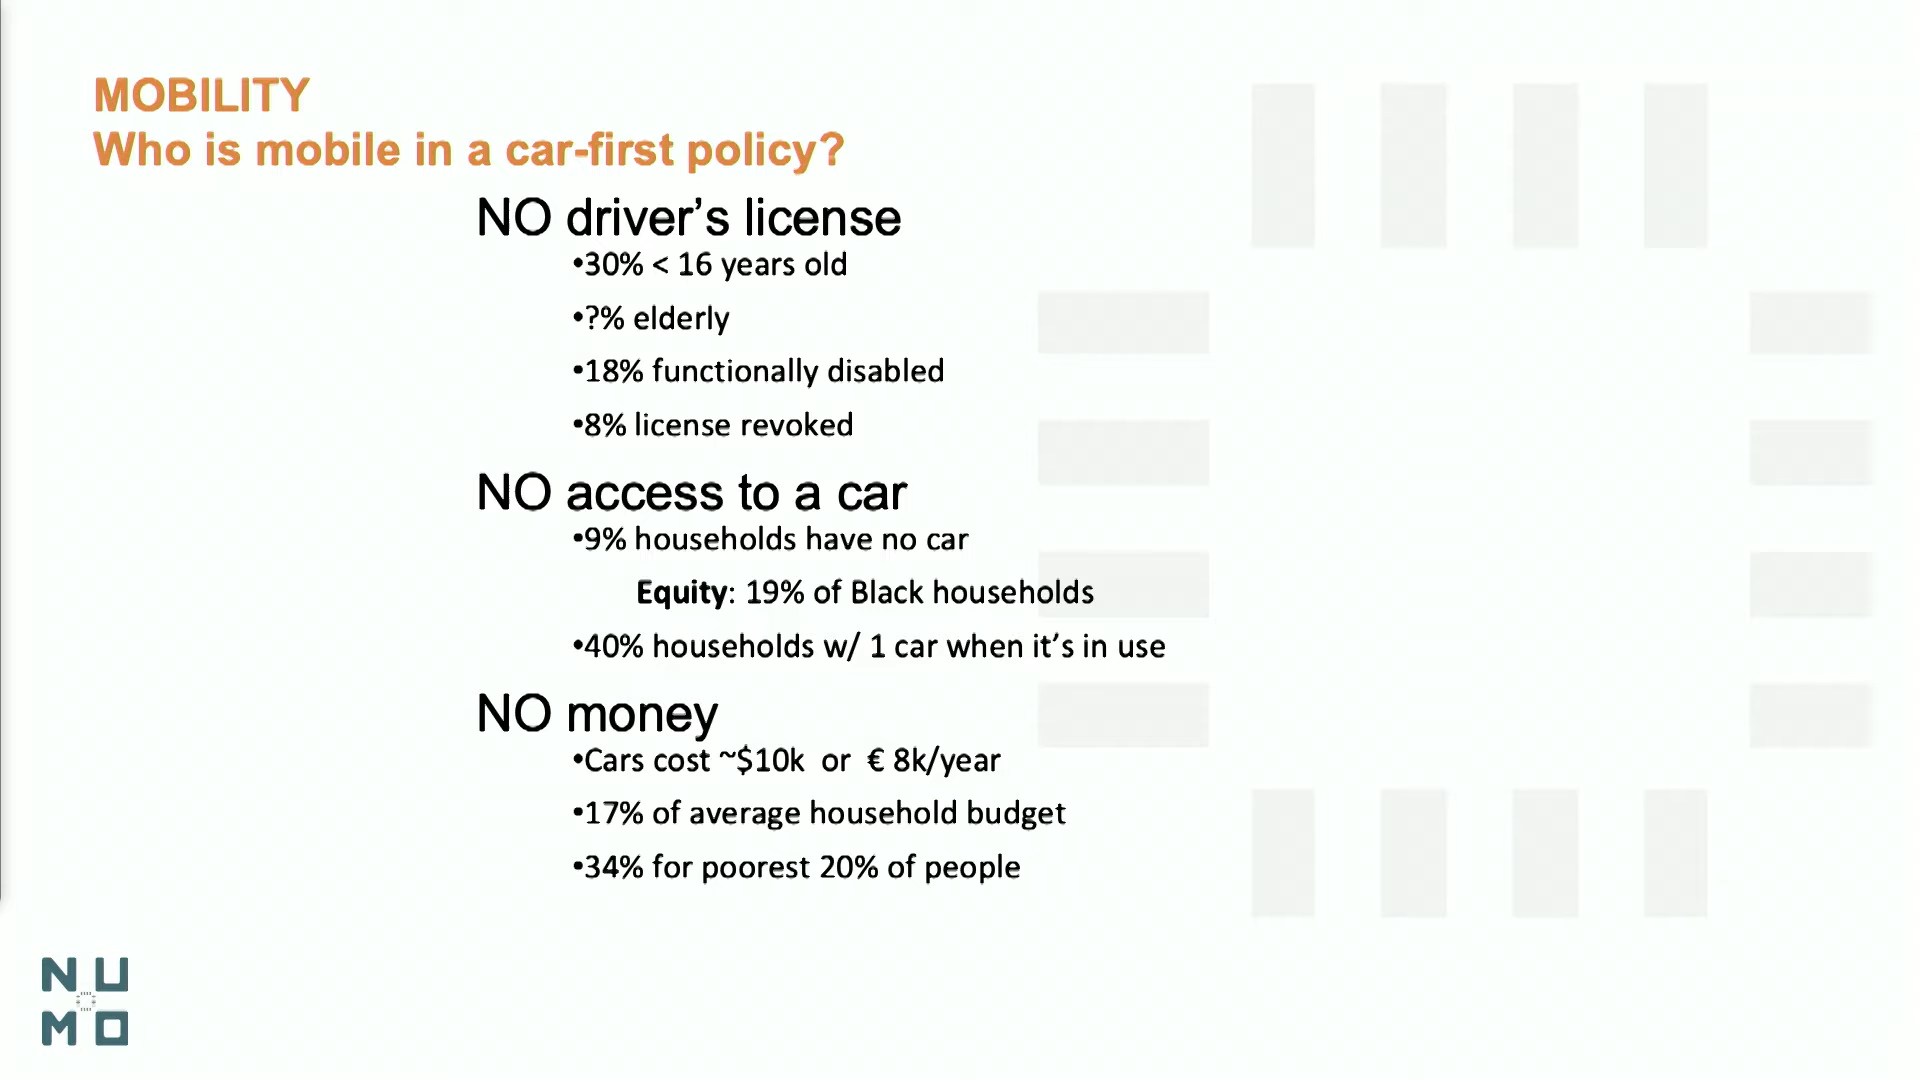 MOBILITY
Who is mobile in a car-first policy?
NO driver’s license
•30% < 16 years old
•?% elderly
•18% functionally disabled
•8% license revoked
NO access to a car
•9% households have no car
Equity: 19% of Black households
•40% households w/ 1 car when it’s in use
NO money
•Cars cost ~$10k  or  € 8k/year
•17% of average household budget
•34% for poorest 20% of people
NU
MO